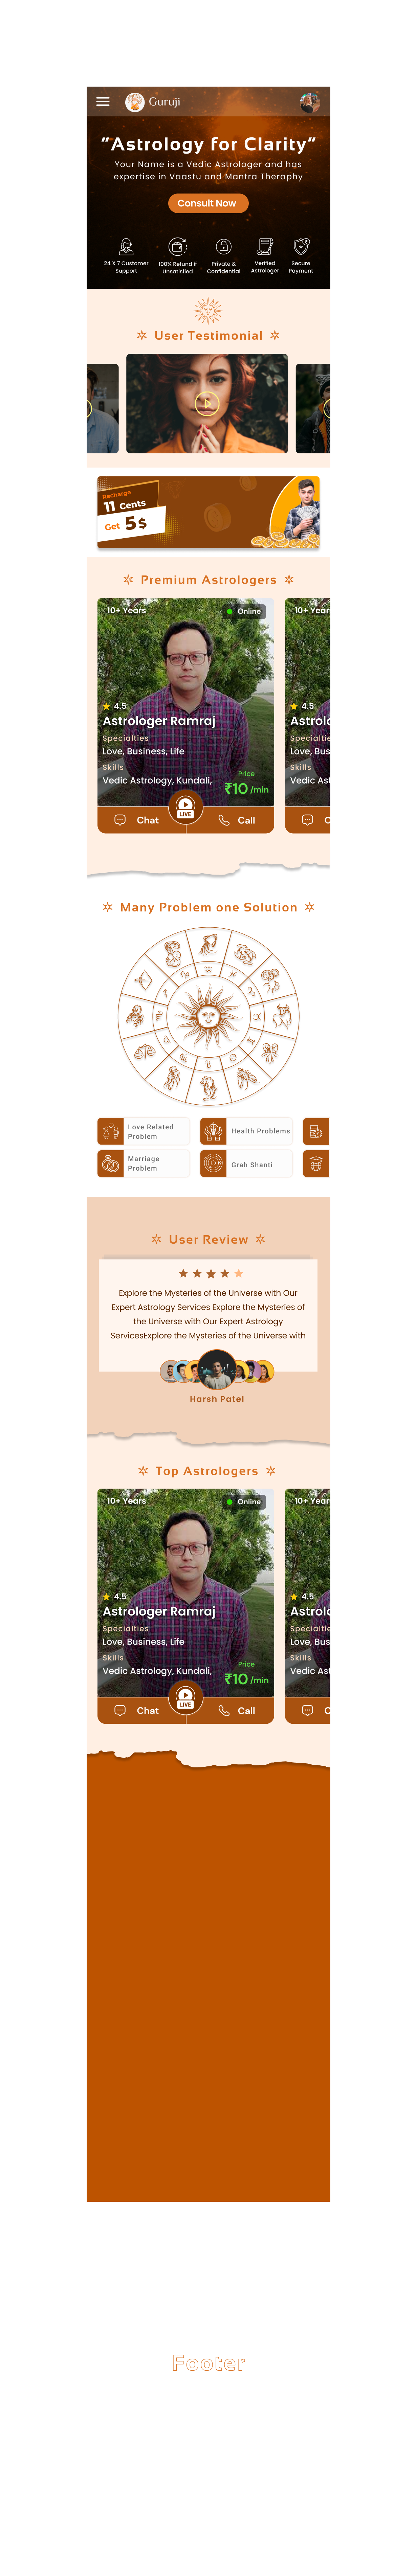 Guruji
“Astrology for Clarity”
Your Name is a Vedic Astrologer and has
expertise in Vaastu and Mantra Theraphy
Consult Now
24 X 7 Customer
Support
100% Refund if
Unsatisfied
Private &
Confidential
Verified
Astrologer
Secure
Payment
User Testimonial
Recharge
11 Cents
Get 5$
Premium Astrologers
10+ Years
Online
4.5
Astrologer Ramraj
Specialties
Love, Business, Life
Skills
Vedic Astrology, Kundali,
Price
₹10 /min
Chat
LIVE
Call
10+ Year
4.5
Astrolo
Specialtie
Love, Bus
Skills
Vedic Ast
C
Many Problem one Solution
Love Related
Problem
Health Problems
Marriage
Problem
Grah Shanti
User Review
Explore the Mysteries of the Universe with Our
Expert Astrology Services Explore the Mysteries of
the Universe with Our Expert Astrology
ServicesExplore the Mysteries of the Universe with
Harsh Patel
Top Astrologers
10+ Years
Online
4.5
Astrologer Ramraj
Specialties
Love, Business, Life
Skills
Vedic Astrology, Kundali,
Price
₹10 /min
Chat
LIVE
Call
10+ Year
4.5
Astrolo
Specialtie
Love, Bus
Skills
Vedic Ast
C
Footer